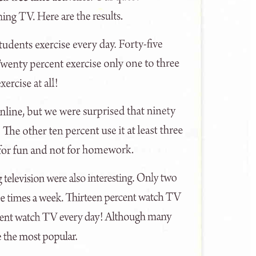 ning TV. Here are the results.
tudents exercise every day. Forty-five
Twenty percent exercise only one to three
exercise at all!
nline, but we were surprised that ninety
The other ten percent use it at least three
for fun and not for homework.
g television were also interesting. Only two
e times a week. Thirteen percent watch TV
ent watch TV every day! Although many
e the most popular.